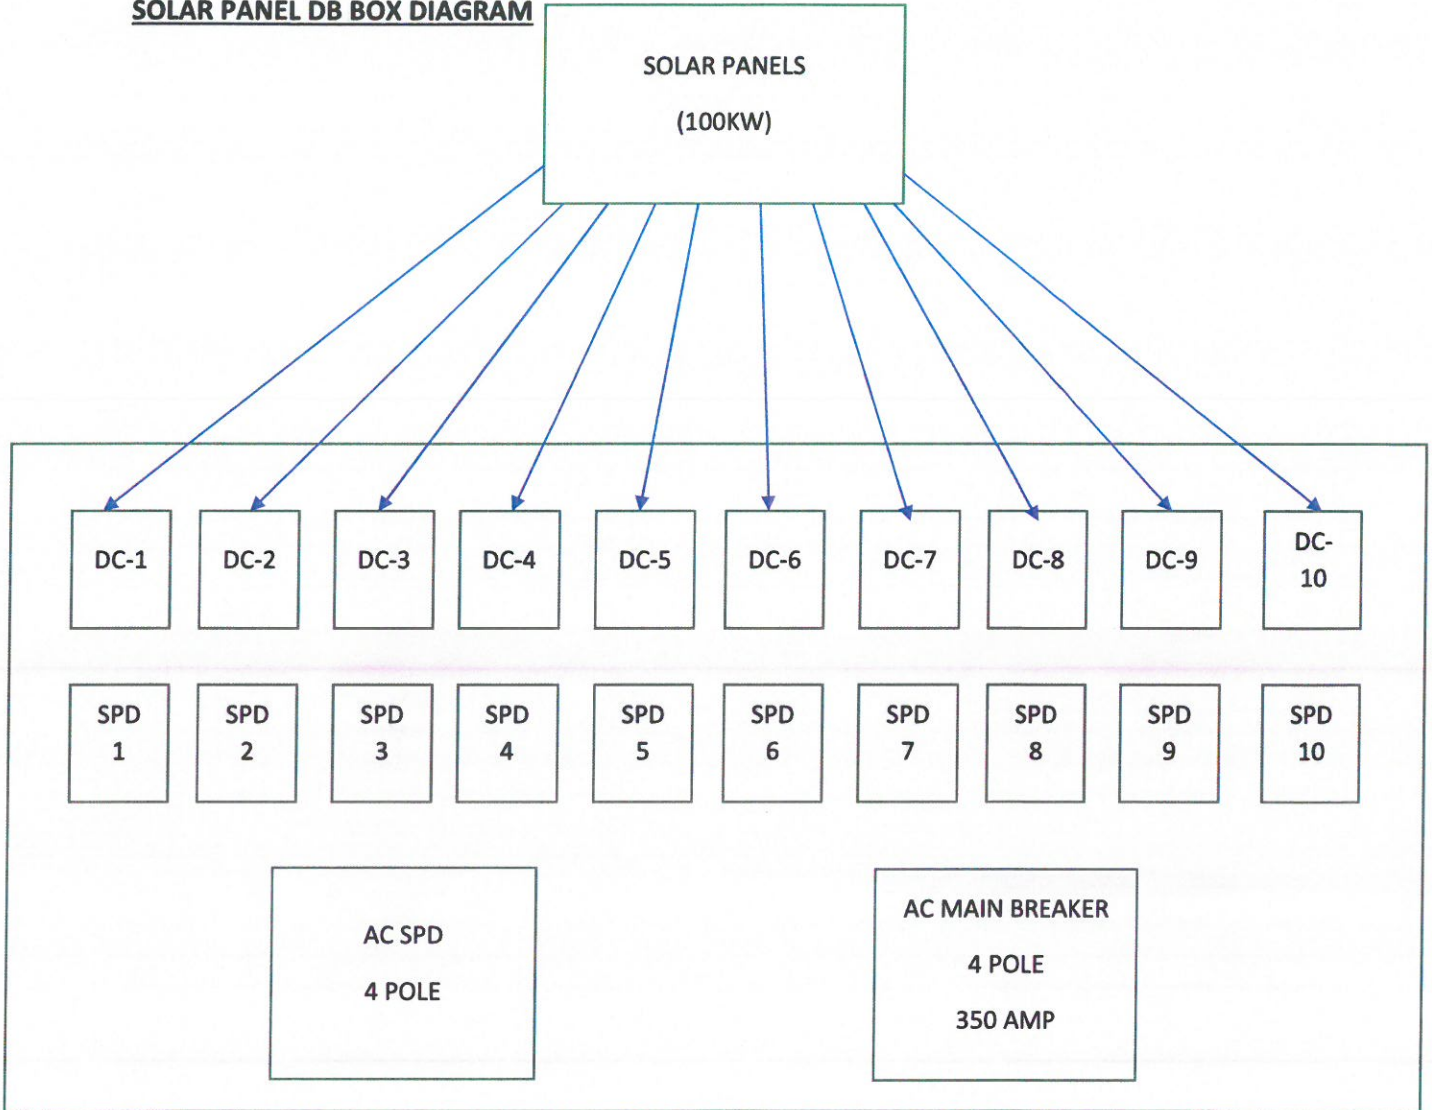 SOLAR PANEL DB BOX DIAGRAM
SOLAR PANELS
(100KW)
DC-1
DC-2
DC-3
DC-4
DC-5
DC-6
DC-7
DC-8
DC-9
DC-
10
SPD
1
SPD
2
SPD
3
SPD
4
SPD
5
SPD
6
SPD
7
SPD
8
SPD
9
SPD
10
AC SPD
4 POLE
AC MAIN BREAKER
4 POLE
350 AMP